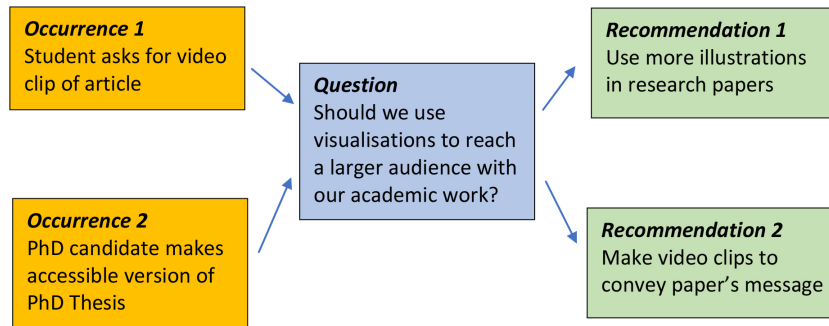 Occurrence 1
Student asks for video
clip of article
Occurrence 2
PhD candidate makes
accessible version of
PhD Thesis
Question
Should we use
visualisations to reach
a larger audience with
our academic work?
Recommendation 1
Use more illustrations
in research papers
Recommendation 2
Make video clips to
convey paper's message